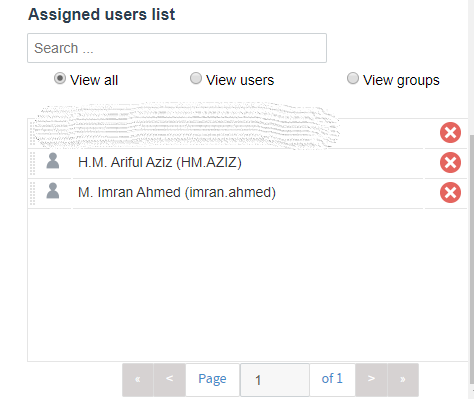 Assigned users list
Search ...
View all View users View groups
H.M. Ariful Aziz (HM.AZIZ)
M. Imran Ahmed (imran.ahmed)
« < Page 1 of 1 > »